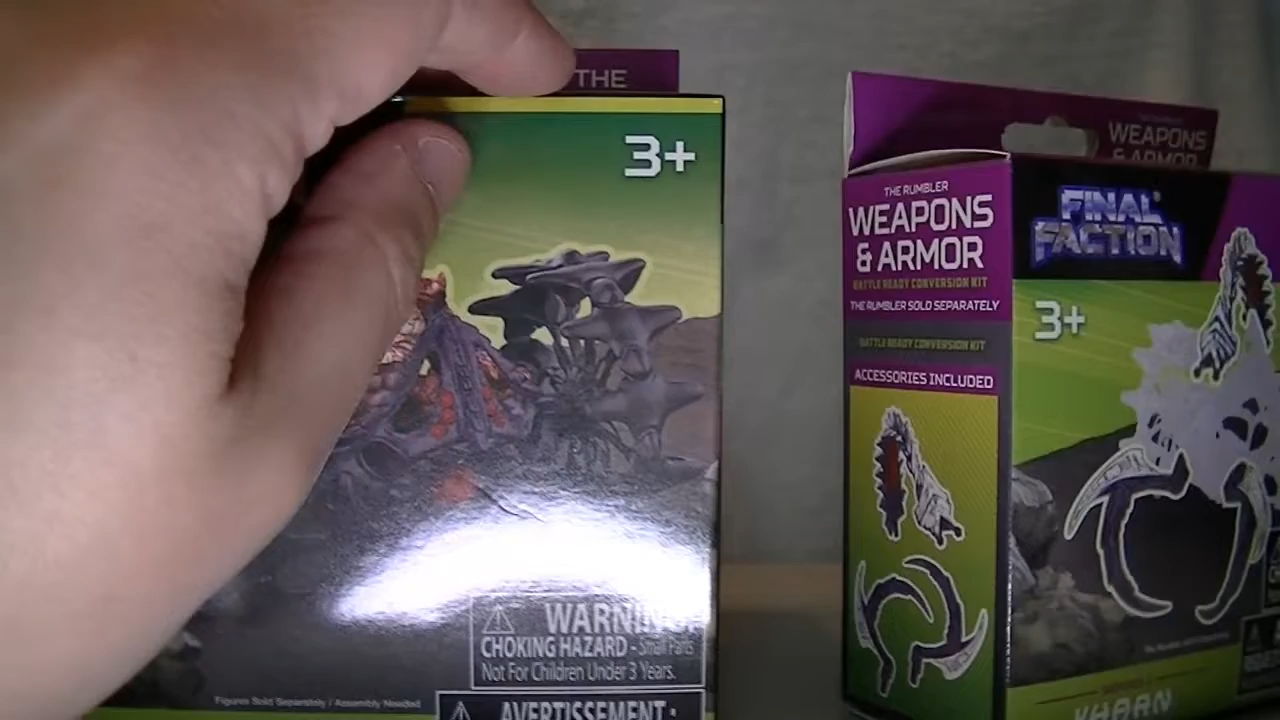 THE
3+
WARNING:
CHOKING HAZARD - Small Parts
Not For Children Under 3 Years.
AVERTISSEMENT
Figures Sold Separately / Assembly Needed
WEAPONS
& ARMOR
THE RUMBLER
WEAPONS
& ARMOR
BATTLE READY CONVERSION KIT
THE RUMBLER SOLD SEPARATELY
BATTLE READY CONVERSION KIT
ACCESSORIES INCLUDED
FINAL
FACTION
3+
KHARN